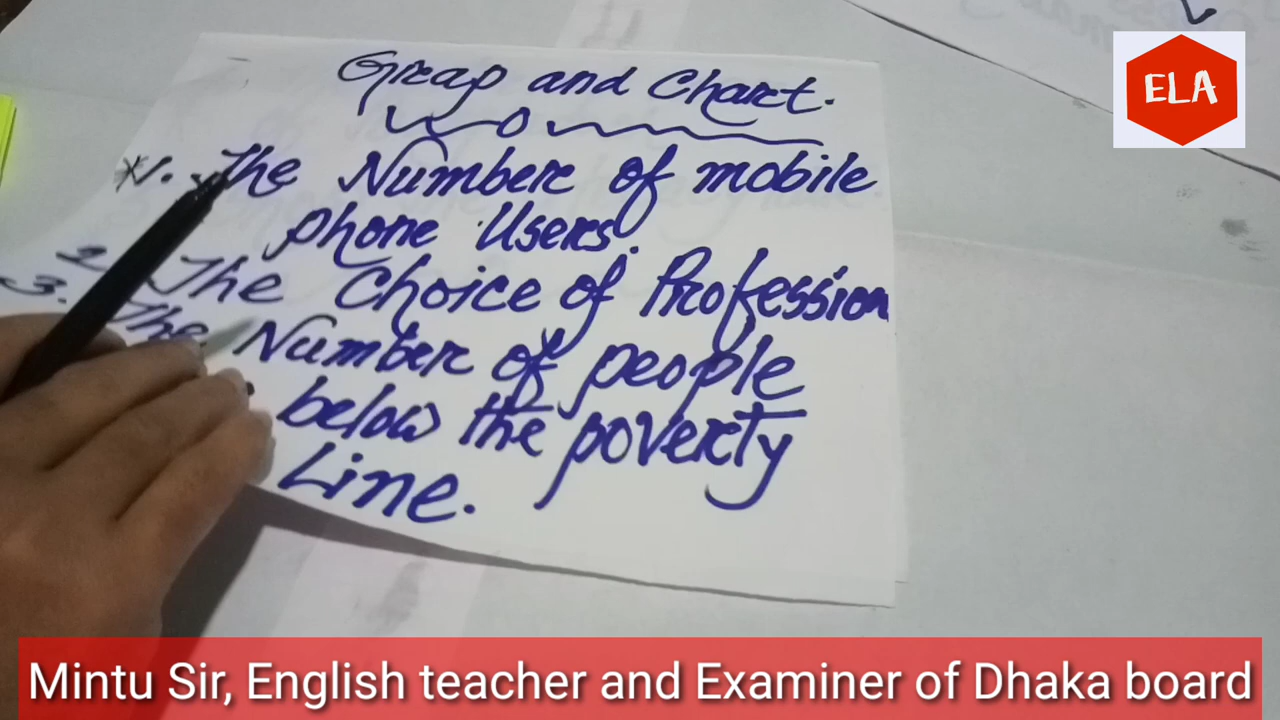 ELA
Grap and Chart.
*1. The Number of mobile
phone Users.
2. The Choice of Profession
3. The Number of people
below the poverty
Line.
Mintu Sir, English teacher and Examiner of Dhaka board